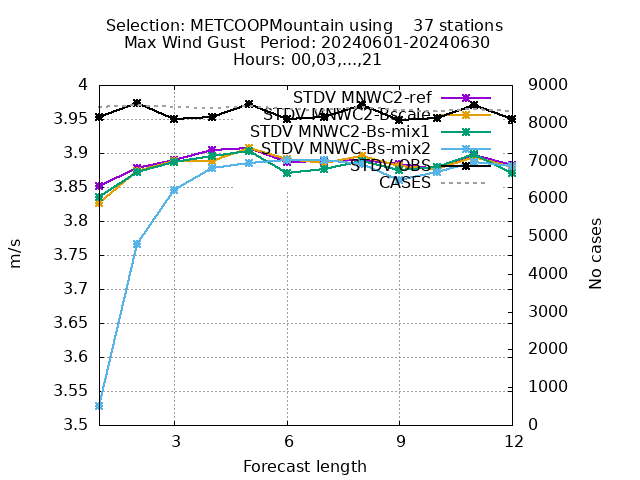 Selection: METCOOPMountain using 37 stations
Max Wind Gust Period: 20240601-20240630
Hours: 00,03,...,21
4
3.95
3.9
3.85
3.8
3.75
3.7
3.65
3.6
3.55
3.5
m/s
STDV MNWC2-ref
STDV MNWC2-Bscale
STDV MNWC2-Bs-mix1
STDV MNWC-Bs-mix2
STDV OBS
CASES
9000
8000
7000
6000
5000
4000
3000
2000
1000
0
No cases
3 6 9 12
Forecast length